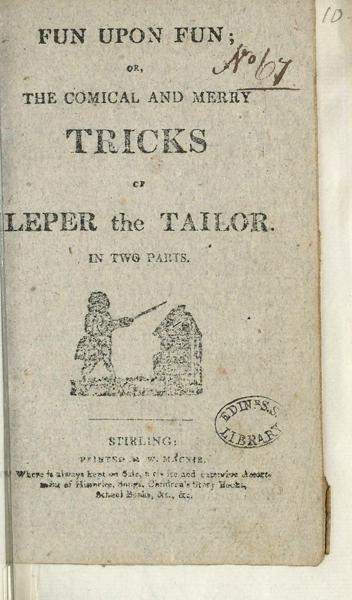 10.
FUN UPON FUN;
No 67
OR,
THE COMICAL AND MERRY
TRICKS
OF
LEPER the TAILOR.
IN TWO PARTS.
EDINR. S.S.
LIBRARY
STIRLING:
PRINTED BY W. MACNIE,
Where is always kept on Sale, a choice and extensive Assort-
ment of Histories, Songs, Children's Story Books,
School Books, &c., &c.